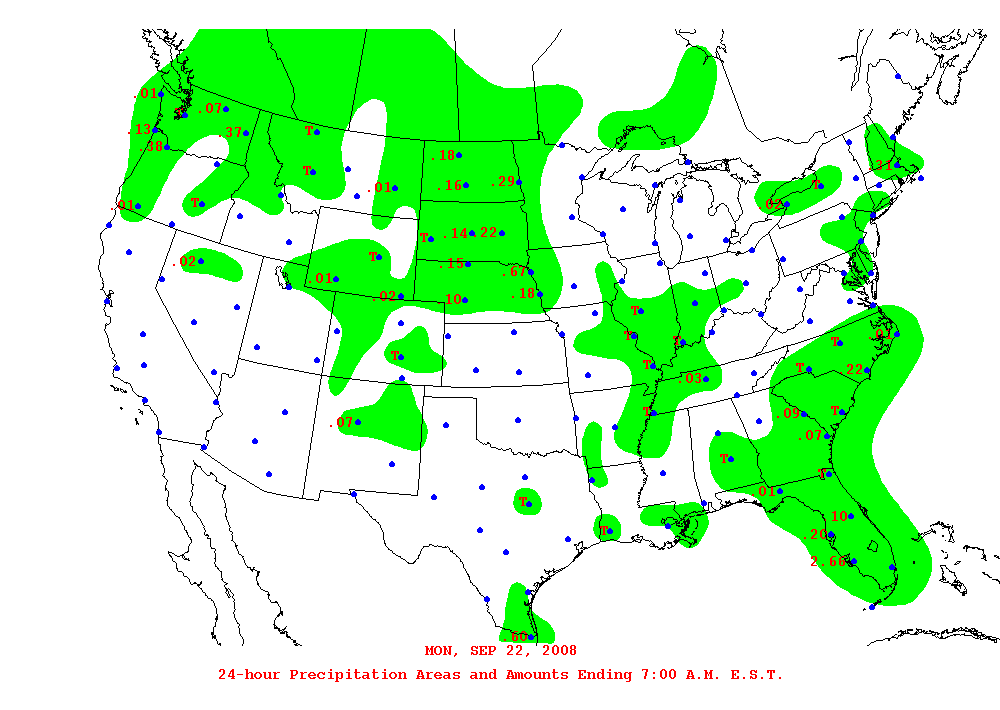 .01
.07
.13
.37
T
.38
.18
T
.31
.01
.16
.29
T
.01
T
.02
T
.14
.22
T
.02
.15
.67
.01
.02
.10
.18
T
T
.01
T
T
T
T
T
.22
.03
T
.09
T
.07
.07
T
T
.01
T
.10
T
.20
2.66
.60
MON, SEP 22, 2008
24-hour Precipitation Areas and Amounts Ending 7:00 A.M. E.S.T.